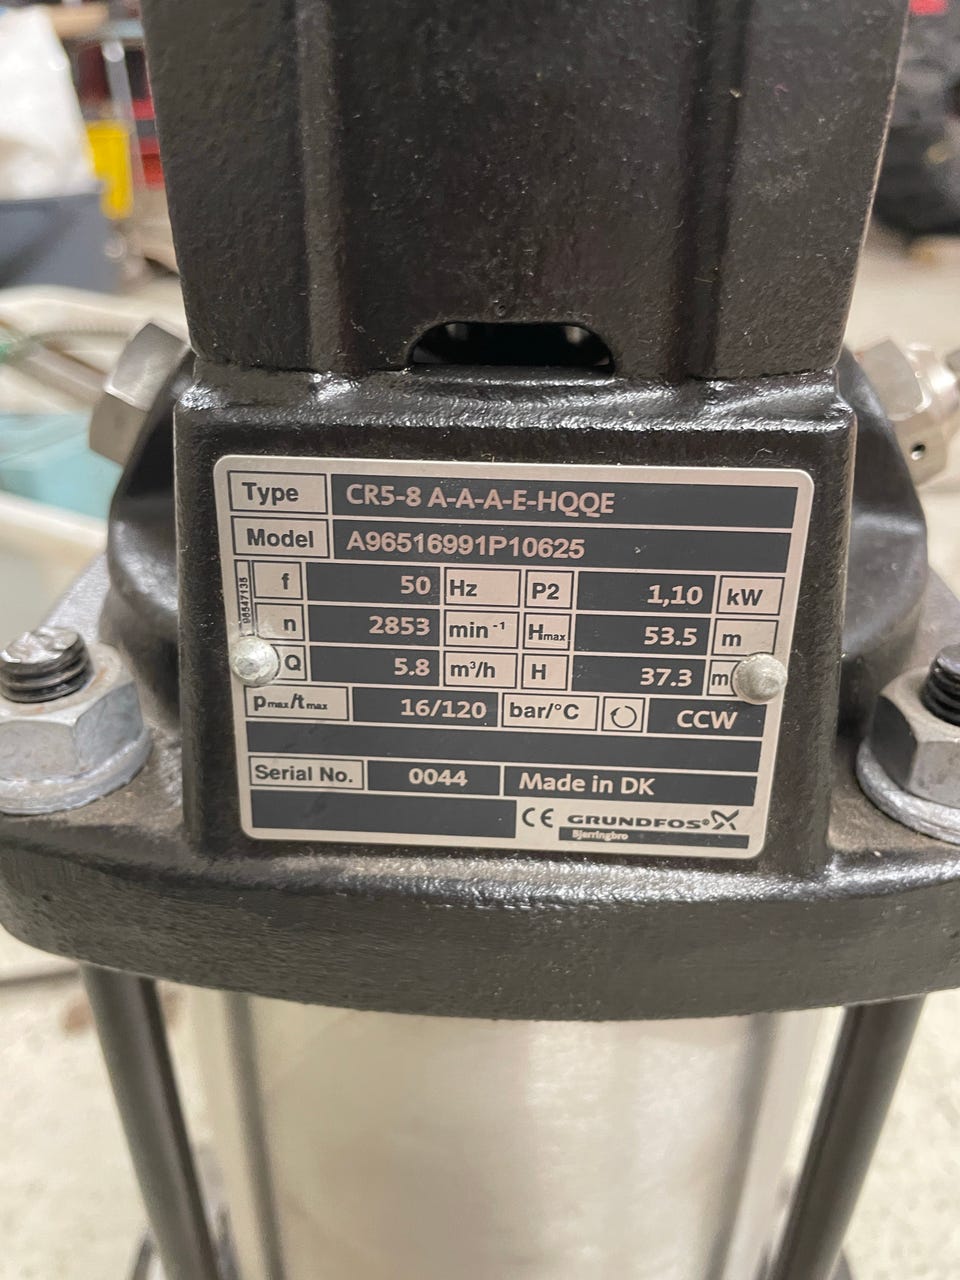 Type CR5-8 A-A-A-E-HQQE
Model A96516991P10625
96547135
f 50 Hz P2 1,10 kW
n 2853 min⁻¹ Hmax 53.5 m
Q 5.8 m³/h H 37.3 m
pmax/tmax 16/120 bar/°C CCW
Serial No. 0044 Made in DK
CE GRUNDFOS®
Bjerringbro